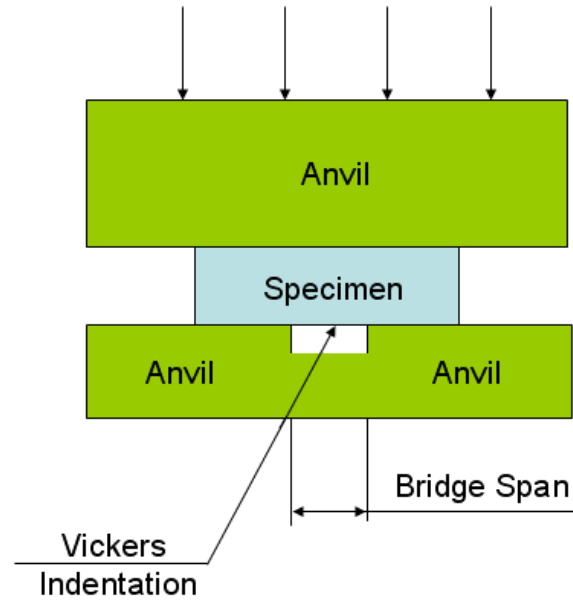 Anvil
Specimen
Anvil
Anvil
Bridge Span
Vickers
Indentation